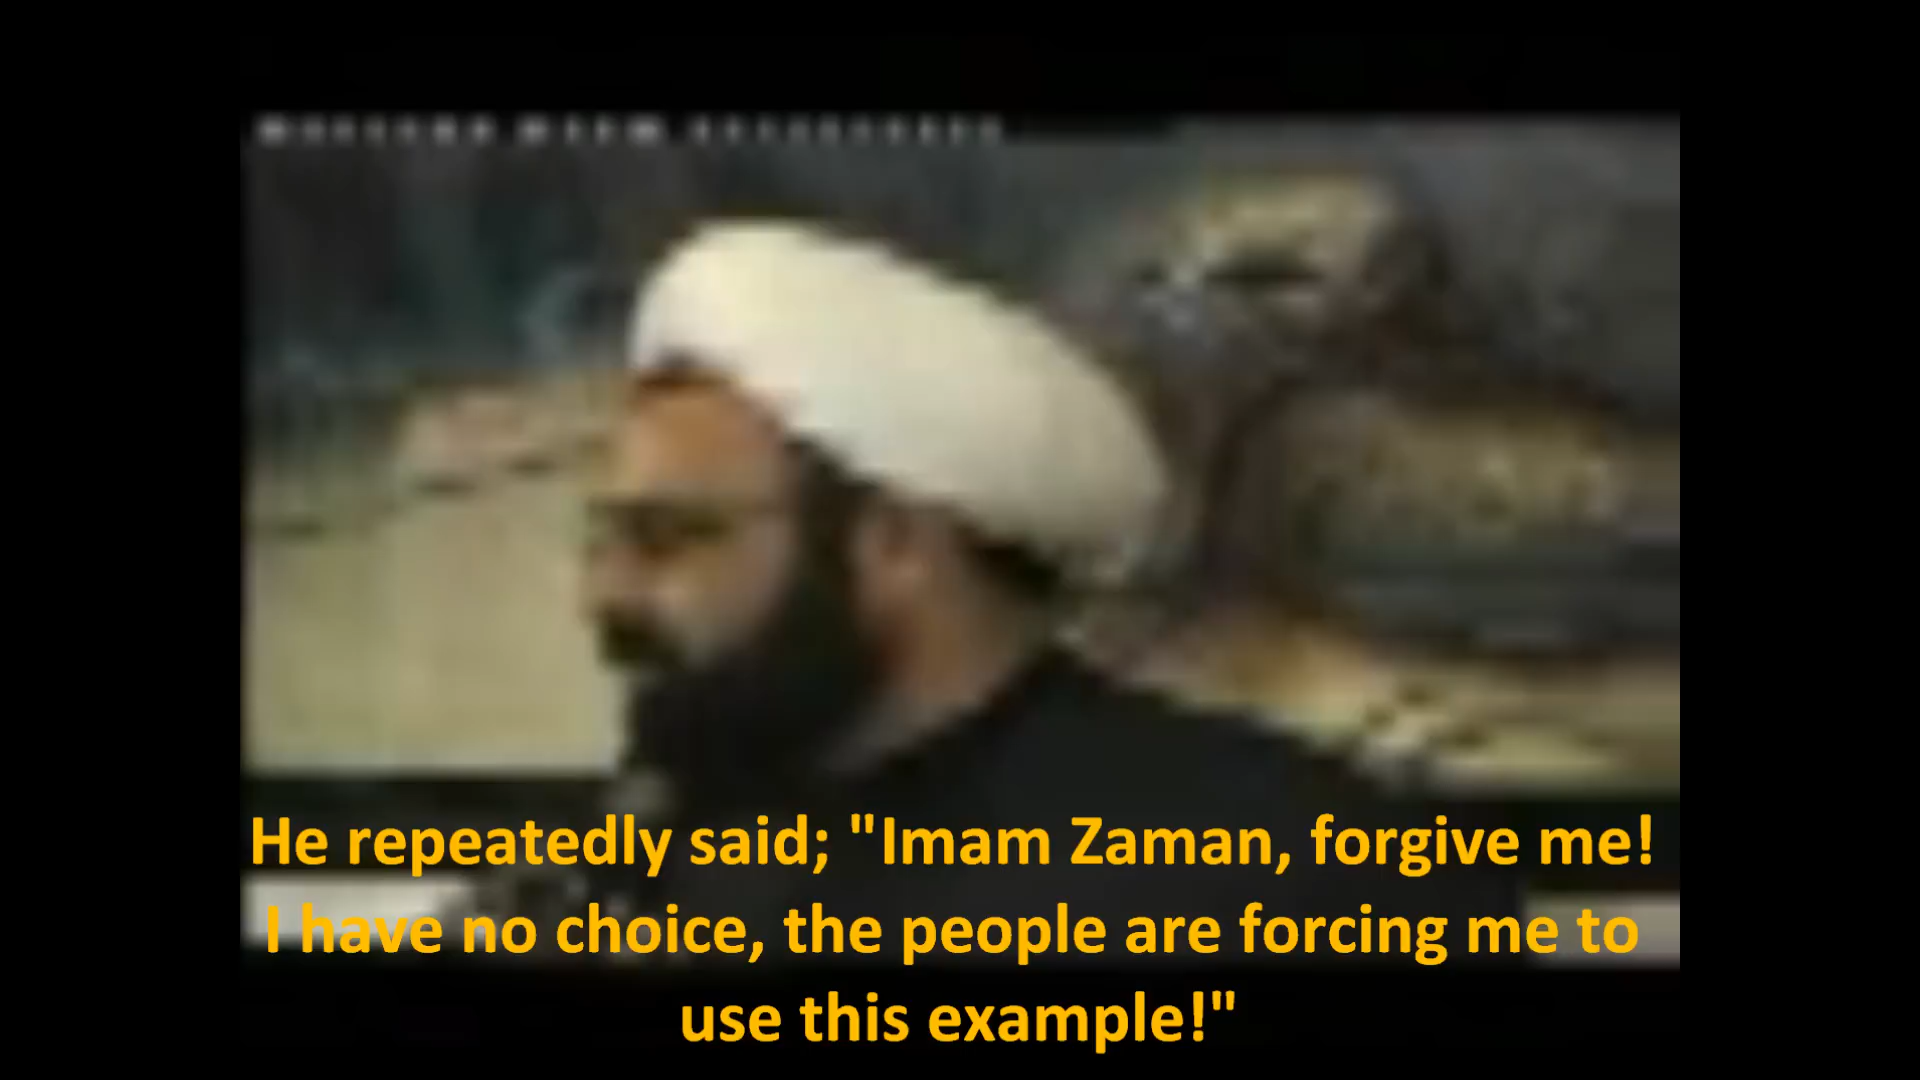 He repeatedly said; "Imam Zaman, forgive me!
I have no choice, the people are forcing me to
use this example!"